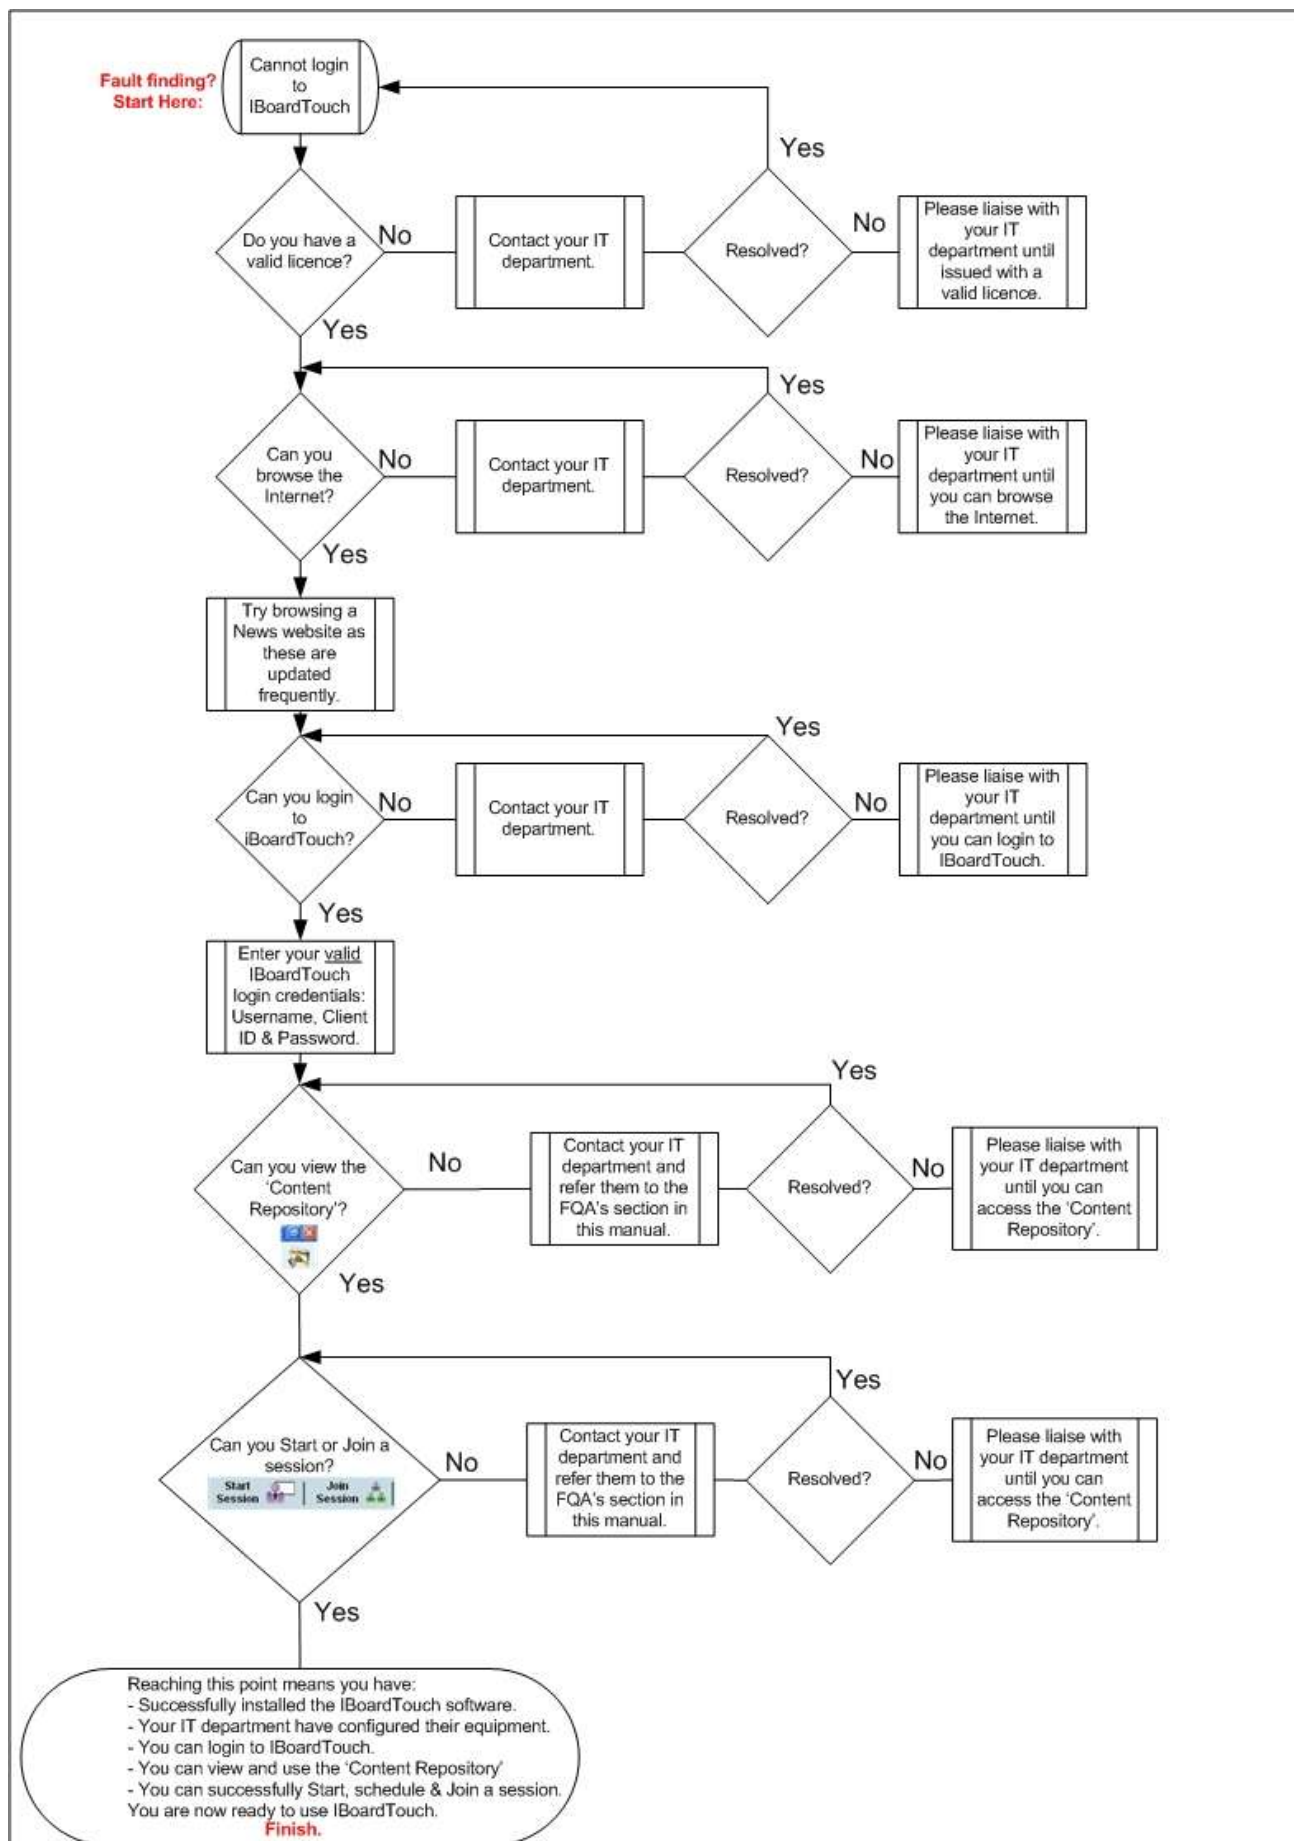 Fault finding?
Start Here:
Cannot login
to
IBoardTouch
Yes
Do you have a
valid licence?
No
Contact your IT
department.
Resolved?
No
Please liaise with
your IT
department until
issued with a
valid licence.
Yes
Yes
Can you
browse the
Internet?
No
Contact your IT
department.
Resolved?
No
Please liaise with
your IT
department until
you can browse
the Internet.
Yes
Try browsing a
News website as
these are
updated
frequently.
Yes
Can you login
to
iBoardTouch?
No
Contact your IT
department.
Resolved?
No
Please liaise with
your IT
department until
you can login to
IBoardTouch.
Yes
Enter your valid
IBoardTouch
login credentials:
Username, Client
ID & Password.
Yes
Can you view the
‘Content
Repository’?
No
Contact your IT
department and
refer them to the
FQA’s section in
this manual.
Resolved?
No
Please liaise with
your IT department
until you can
access the ‘Content
Repository’.
Yes
Yes
Can you Start or Join a
session?
Start
Session
Join
Session
No
Contact your IT
department and
refer them to the
FQA’s section in
this manual.
Resolved?
No
Please liaise with
your IT department
until you can
access the ‘Content
Repository’.
Yes
Reaching this point means you have:
- Successfully installed the IBoardTouch software.
- Your IT department have configured their equipment.
- You can login to IBoardTouch.
- You can view and use the ‘Content Repository’
- You can successfully Start, schedule & Join a session.
You are now ready to use IBoardTouch.
Finish.